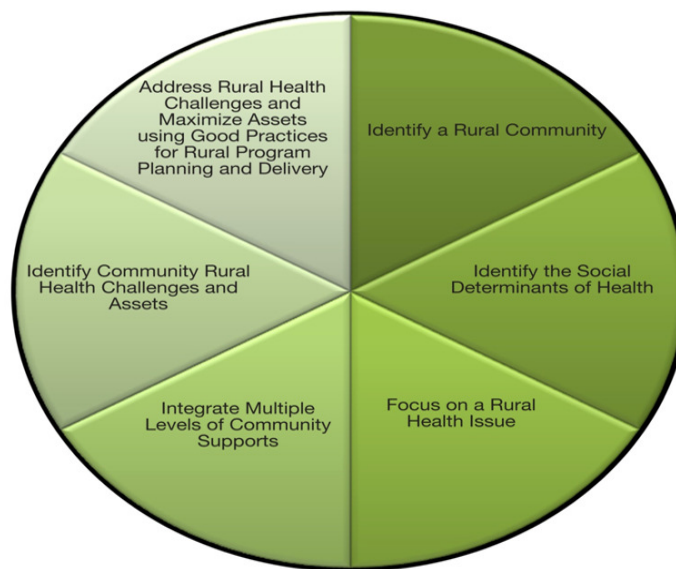 Address Rural Health
Challenges and
Maximize Assets
using Good Practices
for Rural Program
Planning and Delivery
Identify a Rural Community
Identify the Social
Determinants of Health
Focus on a Rural
Health Issue
Integrate Multiple
Levels of Community
Supports
Identify Community Rural
Health Challenges and
Assets